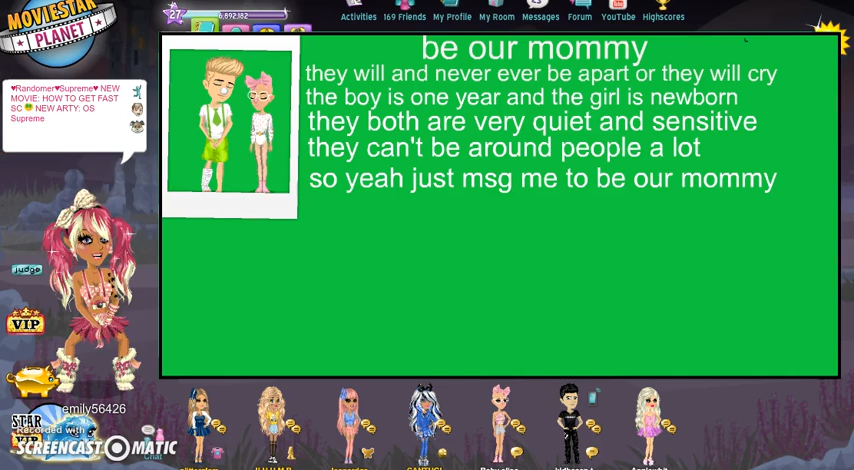 MOVIESTAR
PLANET
27
6,892,182
Activities 169 Friends My Profile My Room Messages Forum YouTube Highscores
♥Randomer♥Supreme♥ NEW
MOVIE: HOW TO GET FAST
SC NEW ARTY: OS
Supreme
be our mommy
they will and never ever be apart or they will cry
the boy is one year and the girl is newborn
they both are very quiet and sensitive
they can't be around people a lot
so yeah just msg me to be our mommy
judge
VIP
emily56426
STAR
VIP
Chat
Recorded with
SCREENCAST MATIC